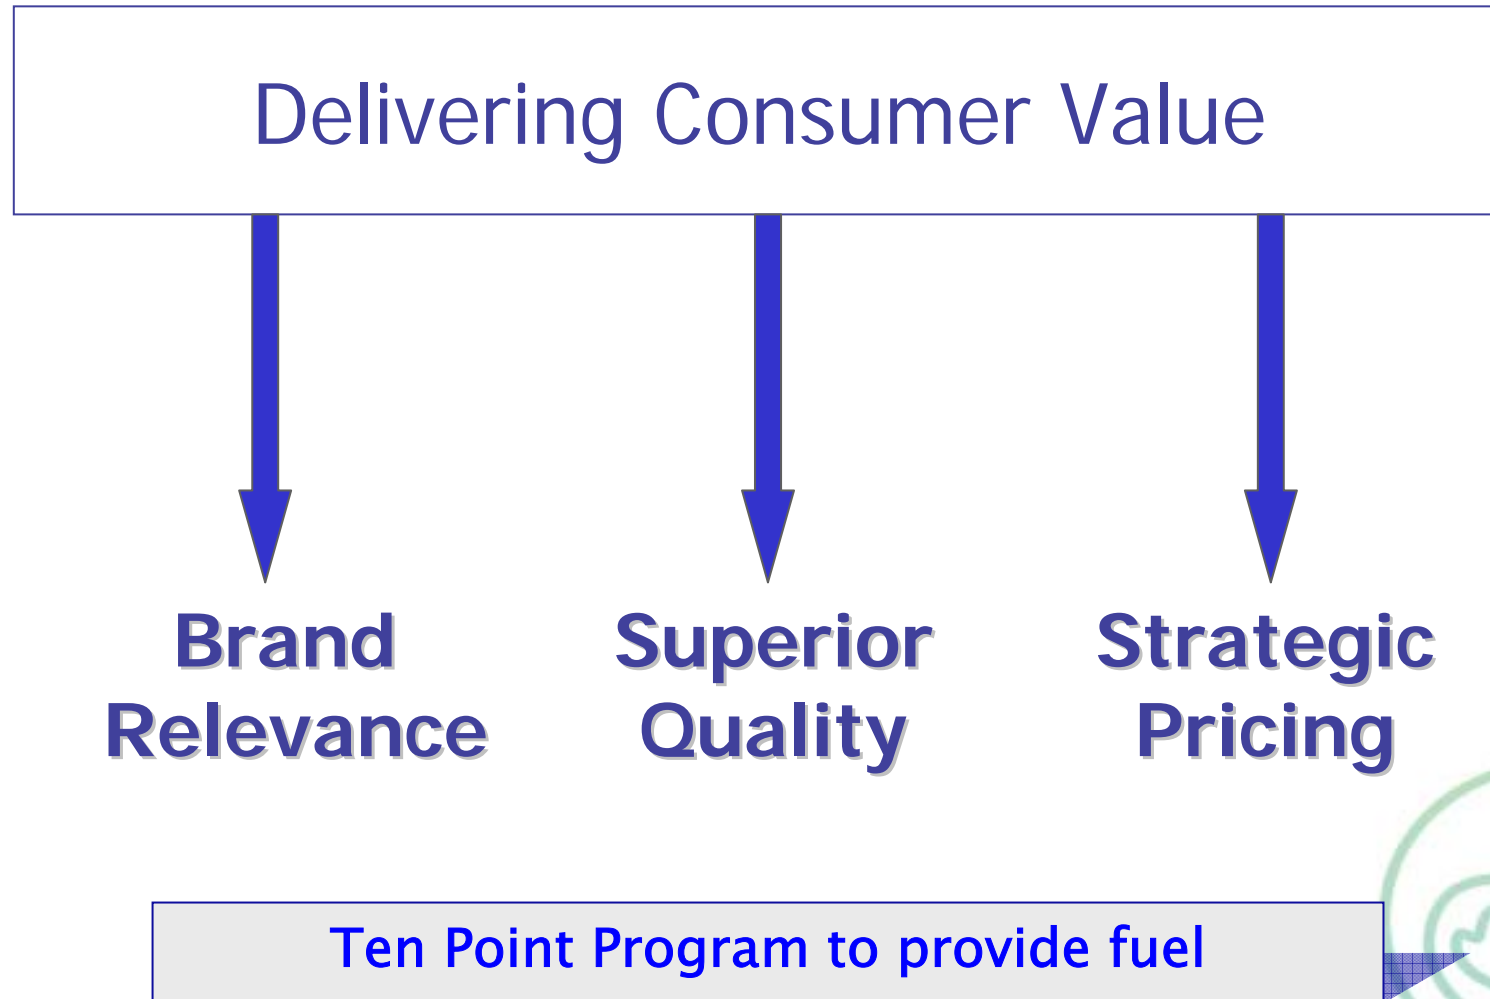 Delivering Consumer Value
Brand
Relevance
Superior
Quality
Strategic
Pricing
Ten Point Program to provide fuel